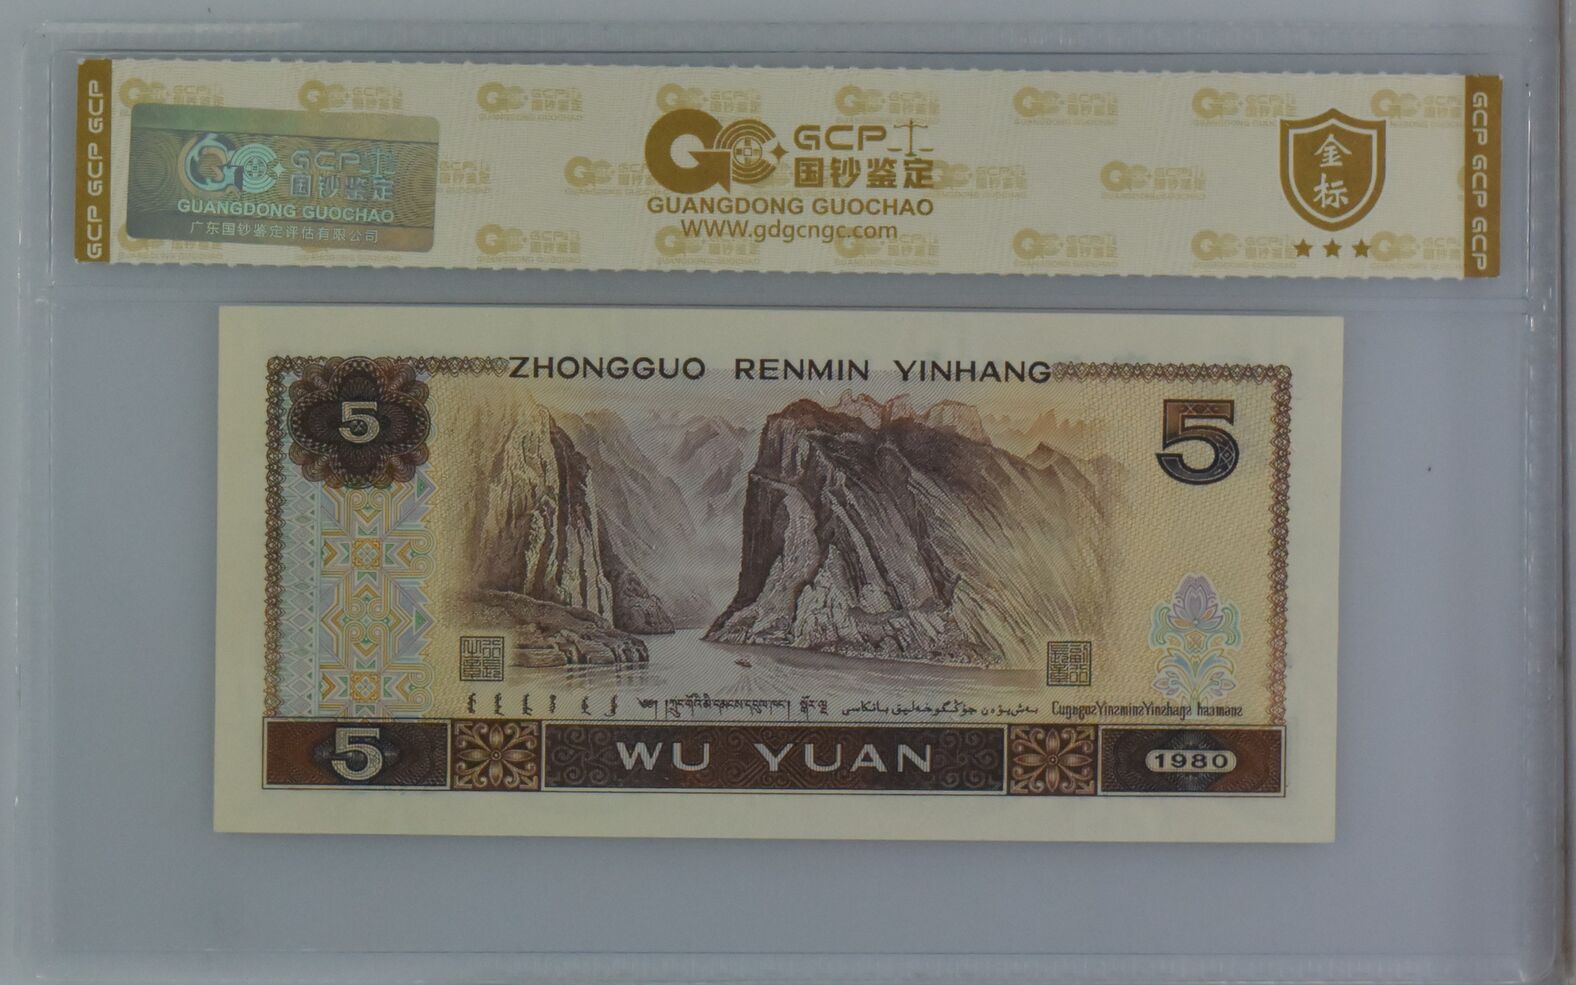 GCP GCP GCP
GCP
国钞鉴定
GUANGDONG GUOCHAO
广东国钞鉴定评估有限公司
GCP
国钞鉴定
GUANGDONG GUOCHAO
WWW.gdgcngc.com
金标
GCP GCP GCP
ZHONGGUO RENMIN YINHANG
5
5
5
WU YUAN
1980